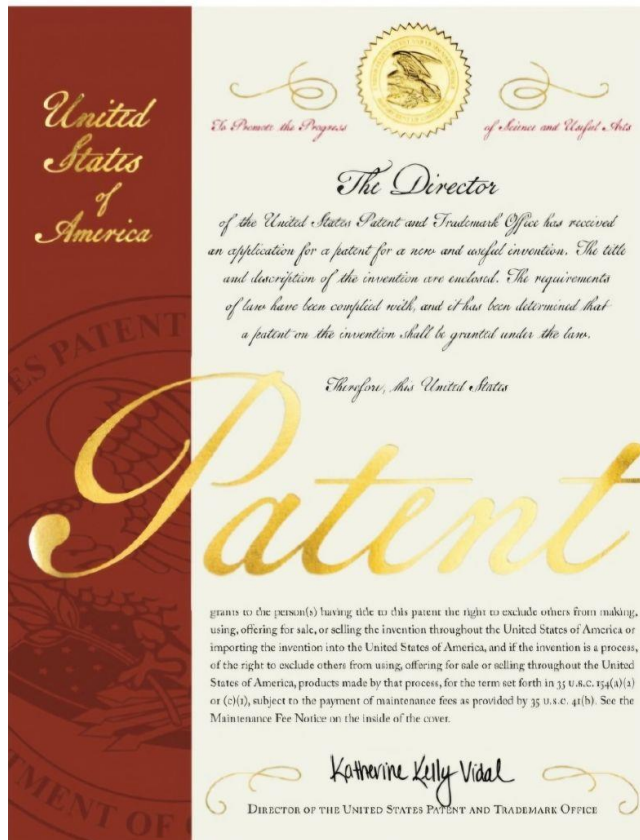 United
States
of
America
To Promote the Progress
of Science and Useful Arts
The Director
of the United States Patent and Trademark Office has received
an application for a patent for a new and useful invention. The title
and description of the invention are enclosed. The requirements
of law have been complied with, and it has been determined that
a patent on the invention shall be granted under the law.
Therefore, this United States
Patent
grants to the person(s) having title to this patent the right to exclude others from making,
using, offering for sale, or selling the invention throughout the United States of America or
importing the invention into the United States of America, and if the invention is a process,
of the right to exclude others from using, offering for sale or selling throughout the United
States of America, products made by that process, for the term set forth in 35 U.S.C. 154(a)(2)
or (c)(1), subject to the payment of maintenance fees as provided by 35 U.S.C. 41(b). See the
Maintenance Fee Notice on the inside of the cover.
Katherine Kelly Vidal
DIRECTOR OF THE UNITED STATES PATENT AND TRADEMARK OFFICE
ES PATENT
TMENT OF